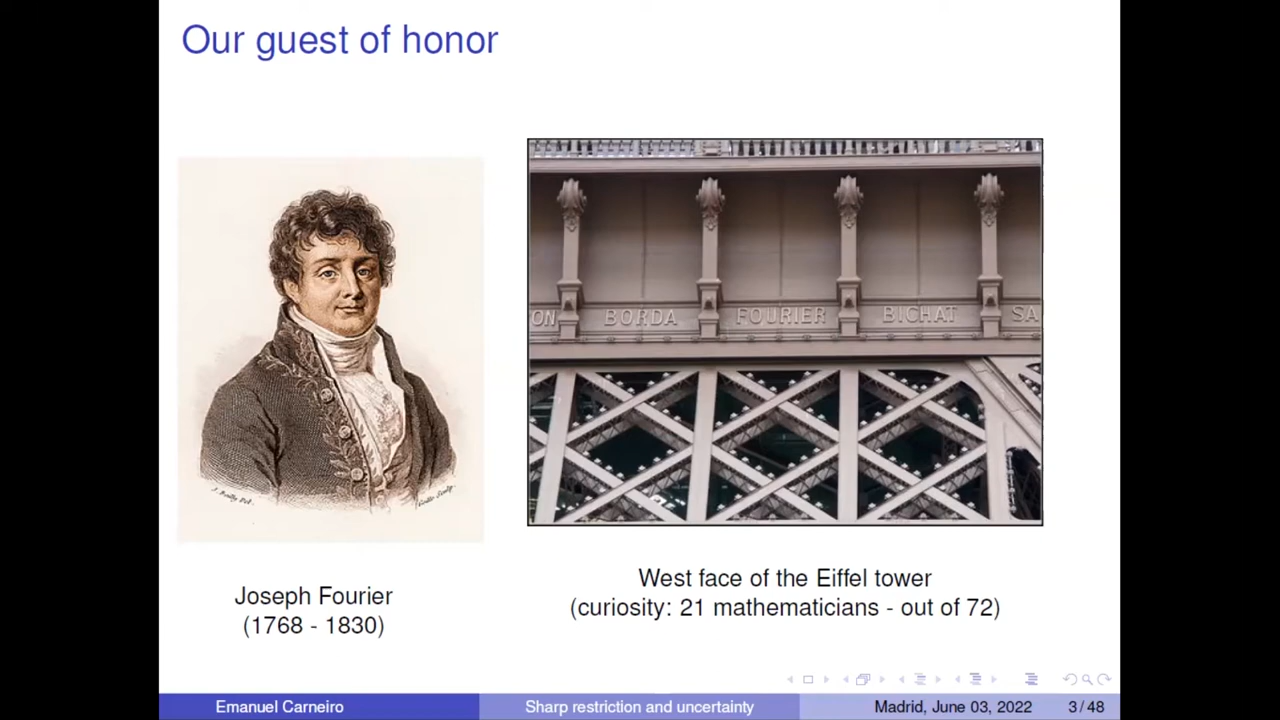 Our guest of honor
ON BORDA FOURIER BICHAT SA
Joseph Fourier
(1768 - 1830)
West face of the Eiffel tower
(curiosity: 21 mathematicians - out of 72)
Emanuel Carneiro
Sharp restriction and uncertainty
Madrid, June 03, 2022
3 / 48